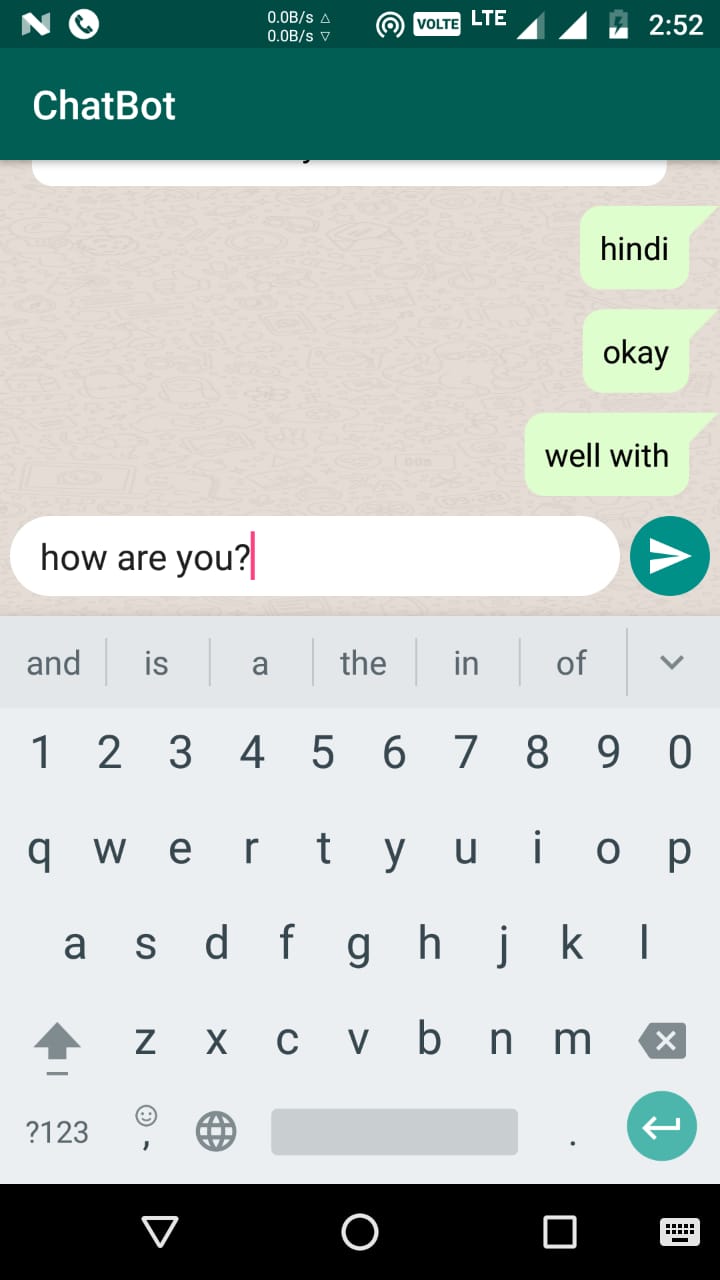 0.0B/s △
0.0B/s ▽
VOLTE LTE 2:52
ChatBot
hindi
okay
well with
how are you?
and is a the in of
1 2 3 4 5 6 7 8 9 0
q w e r t y u i o p
a s d f g h j k l
z x c v b n m
?123 , .